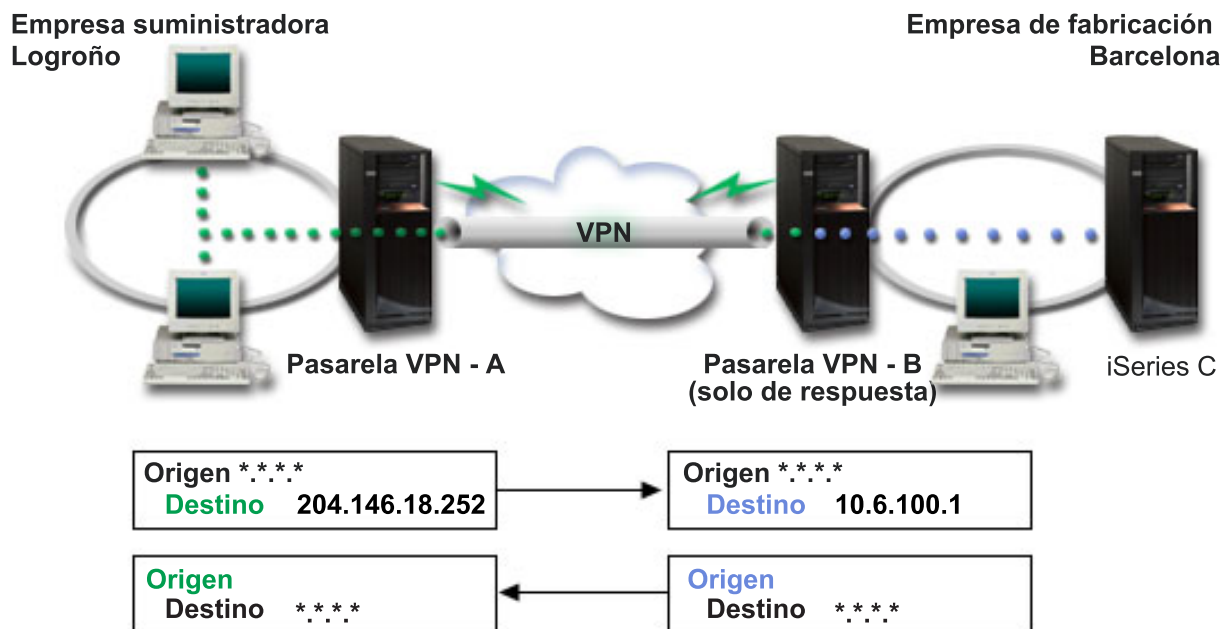 Empresa suministradora
Logroño
Empresa de fabricación
Barcelona
VPN
Pasarela VPN - A
Pasarela VPN - B
(solo de respuesta)
iSeries C
Origen *.*.*.*
Destino 204.146.18.252
Origen *.*.*.*
Destino 10.6.100.1
Origen
Destino *.*.*.*
Origen
Destino *.*.*.*